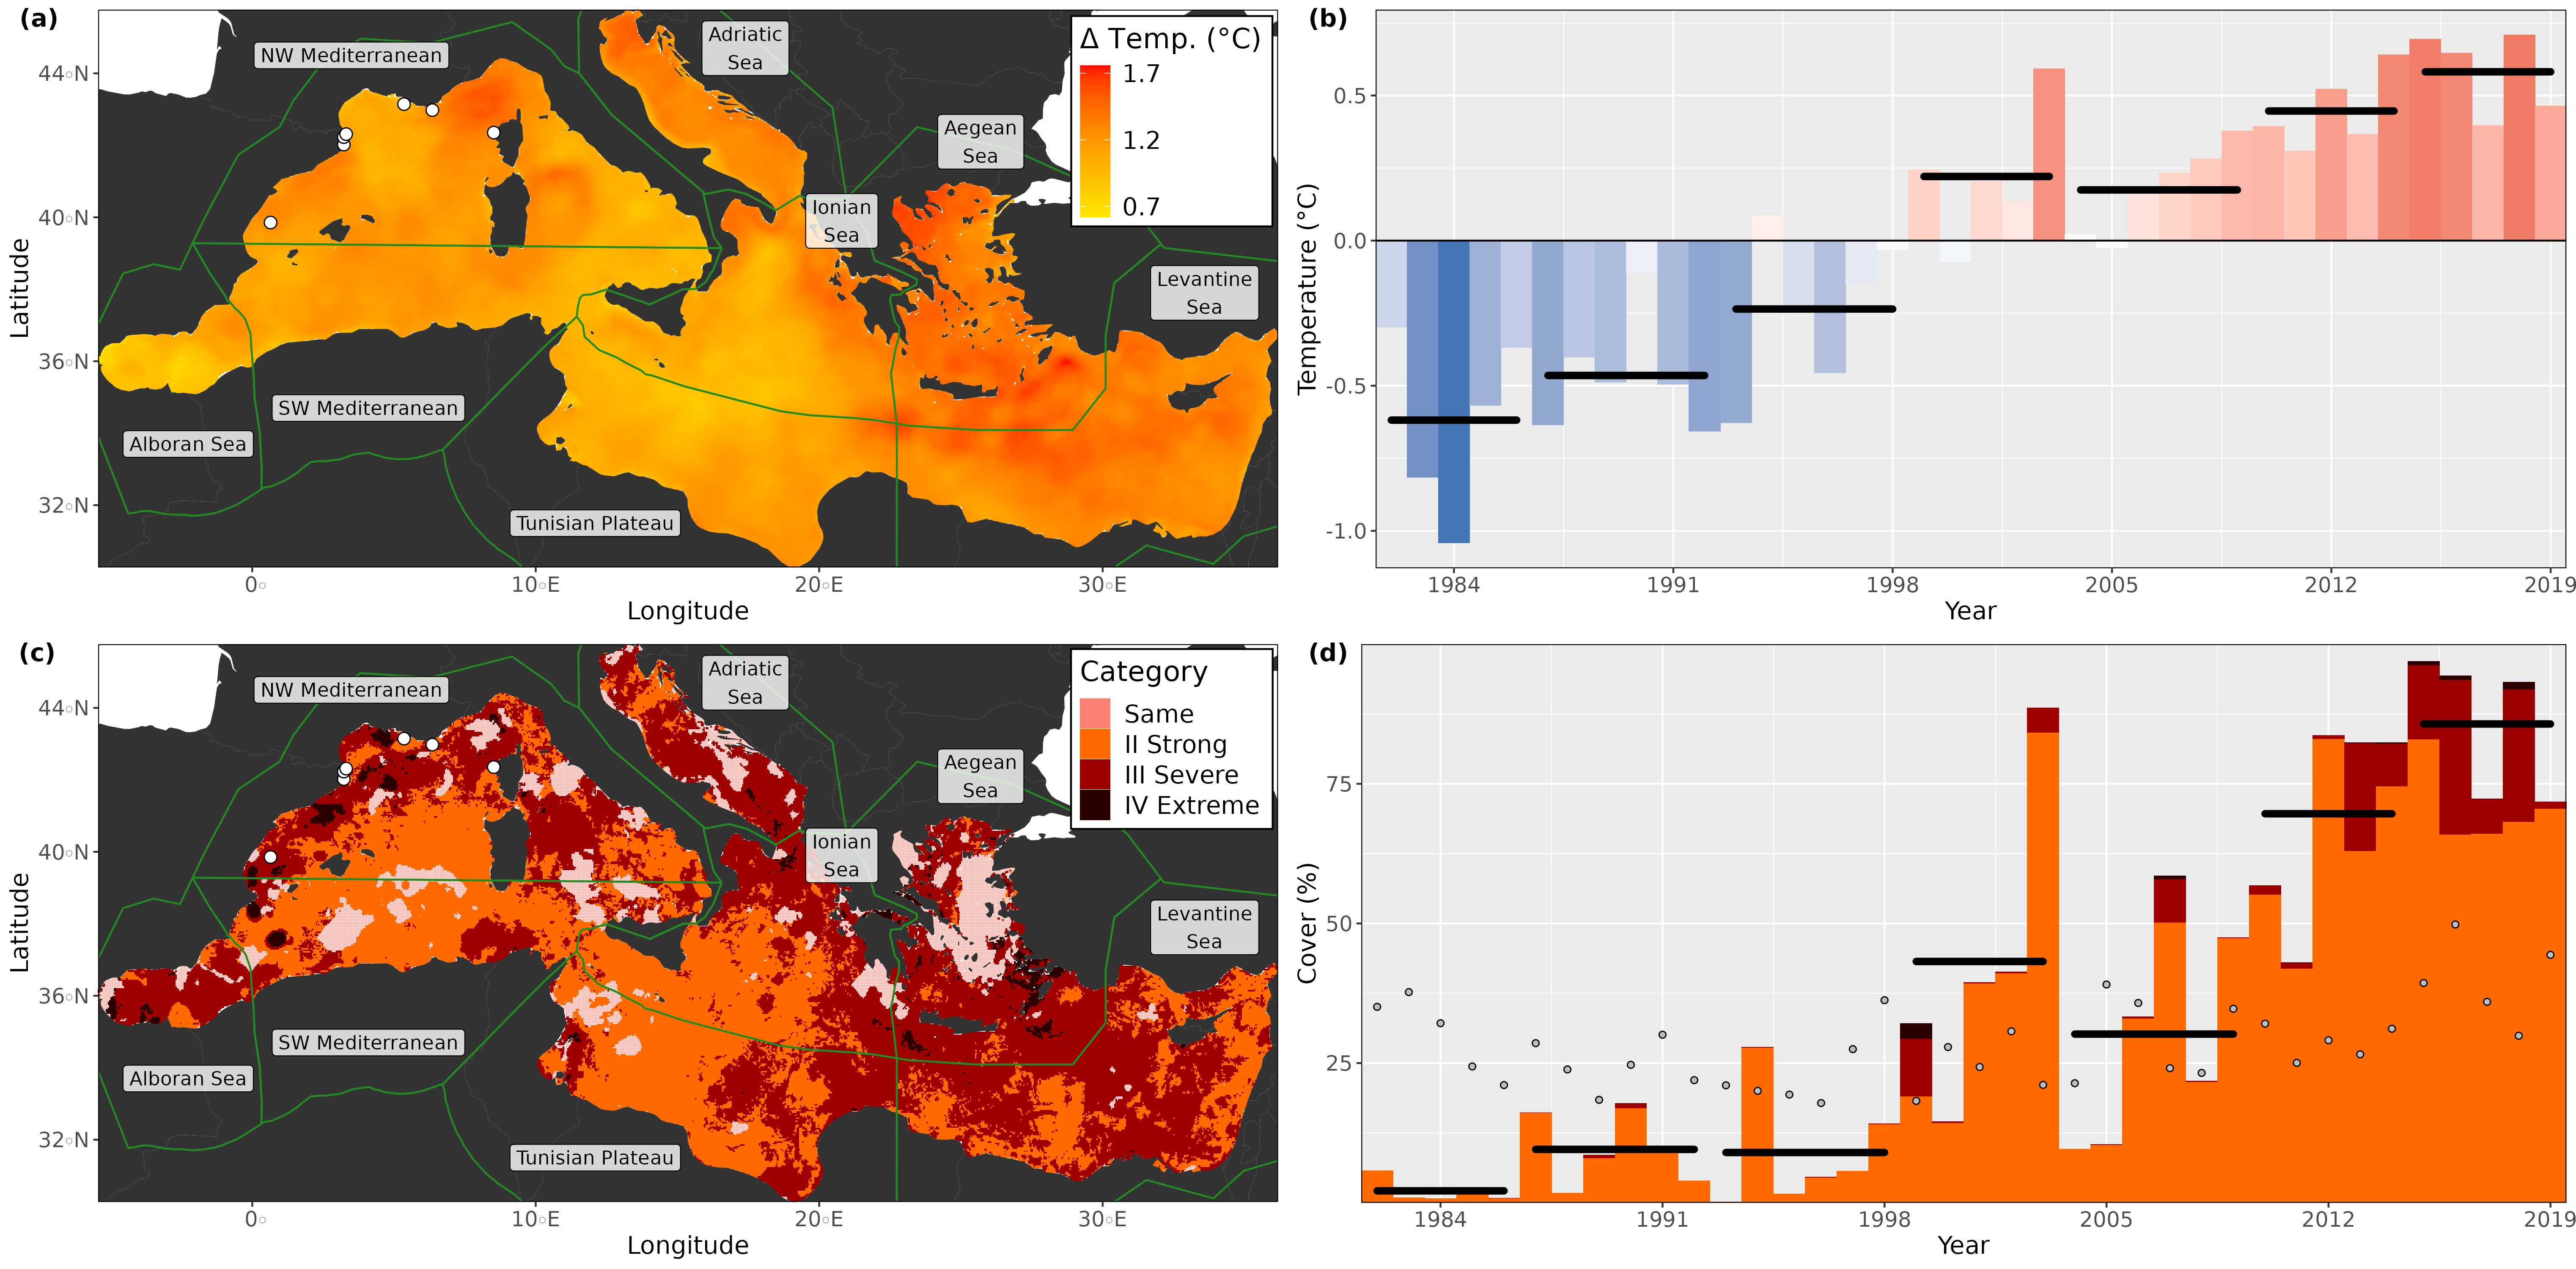 (a)
NW Mediterranean
Adriatic
Sea
Aegean
Sea
Ionian
Sea
Levantine
Sea
SW Mediterranean
Alboran Sea
Tunisian Plateau
Δ Temp. (°C)
1.7
1.2
0.7
44°N
40°N
36°N
32°N
Latitude
0°
10°E
20°E
30°E
Longitude
(b)
0.5
0.0
-0.5
-1.0
Temperature (°C)
1984
1991
1998
2005
2012
2019
Year
(c)
NW Mediterranean
Adriatic
Sea
Aegean
Sea
Ionian
Sea
Levantine
Sea
SW Mediterranean
Alboran Sea
Tunisian Plateau
Category
Same
II Strong
III Severe
IV Extreme
44°N
40°N
36°N
32°N
Latitude
0°
10°E
20°E
30°E
Longitude
(d)
75
50
25
Cover (%)
1984
1991
1998
2005
2012
2019
Year